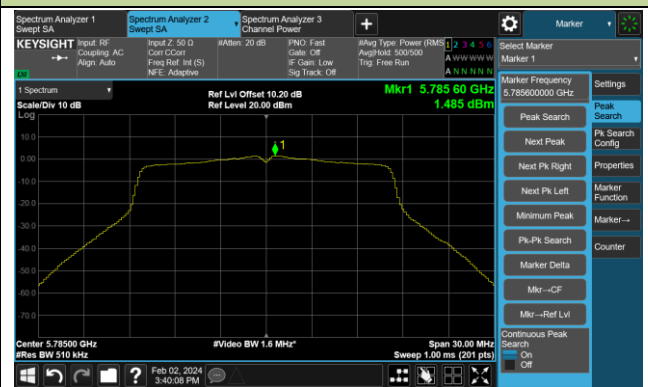 Spectrum Analyzer 1
Swept SA
Spectrum Analyzer 2
Swept SA
Spectrum Analyzer 3
Channel Power
Marker
KEYSIGHT
Input: RF
Coupling: AC
Align: Auto
Input Z: 50 Ω
Corr CCorr
Freq Ref: Int (S)
NFE: Adaptive
#Atten: 20 dB
PNO: Fast
Gate: Off
IF Gain: Low
Sig Track: Off
#Avg Type: Power (RMS
Avg|Hold: 500/500
Trig: Free Run
1 2 3 4 5 6
A W W W W W
A N N N N N
LXI
Select Marker
Marker 1
1 Spectrum
Scale/Div 10 dB
Log
Ref Lvl Offset 10.20 dB
Ref Level 20.00 dBm
Mkr1 5.785 60 GHz
1.485 dBm
10.0
0.00
-10.0
-20.0
-30.0
-40.0
-50.0
-60.0
-70.0
1
Center 5.78500 GHz
#Res BW 510 kHz
#Video BW 1.6 MHz*
Span 30.00 MHz
Sweep 1.00 ms (201 pts)
Marker Frequency
5.785600000 GHz
Peak Search
Next Peak
Next Pk Right
Next Pk Left
Minimum Peak
Pk-Pk Search
Marker Delta
Mkr→CF
Mkr→Ref Lvl
Continuous Peak
Search
On
Off
Settings
Peak
Search
Pk Search
Config
Properties
Marker
Function
Marker→
Counter
Feb 02, 2024
3:40:08 PM